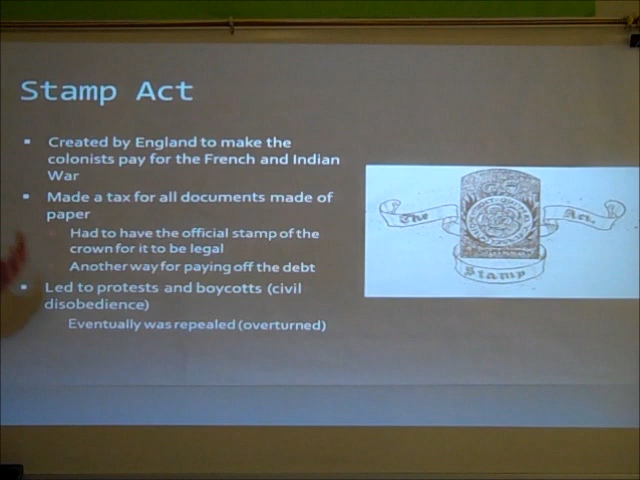 Stamp Act
Created by England to make the
colonists pay for the French and Indian
War
Made a tax for all documents made of
paper
Had to have the official stamp of the
crown for it to be legal
Another way for paying off the debt
Led to protests and boycotts (civil
disobedience)
Eventually was repealed (overturned)
The
Act.
Stamp